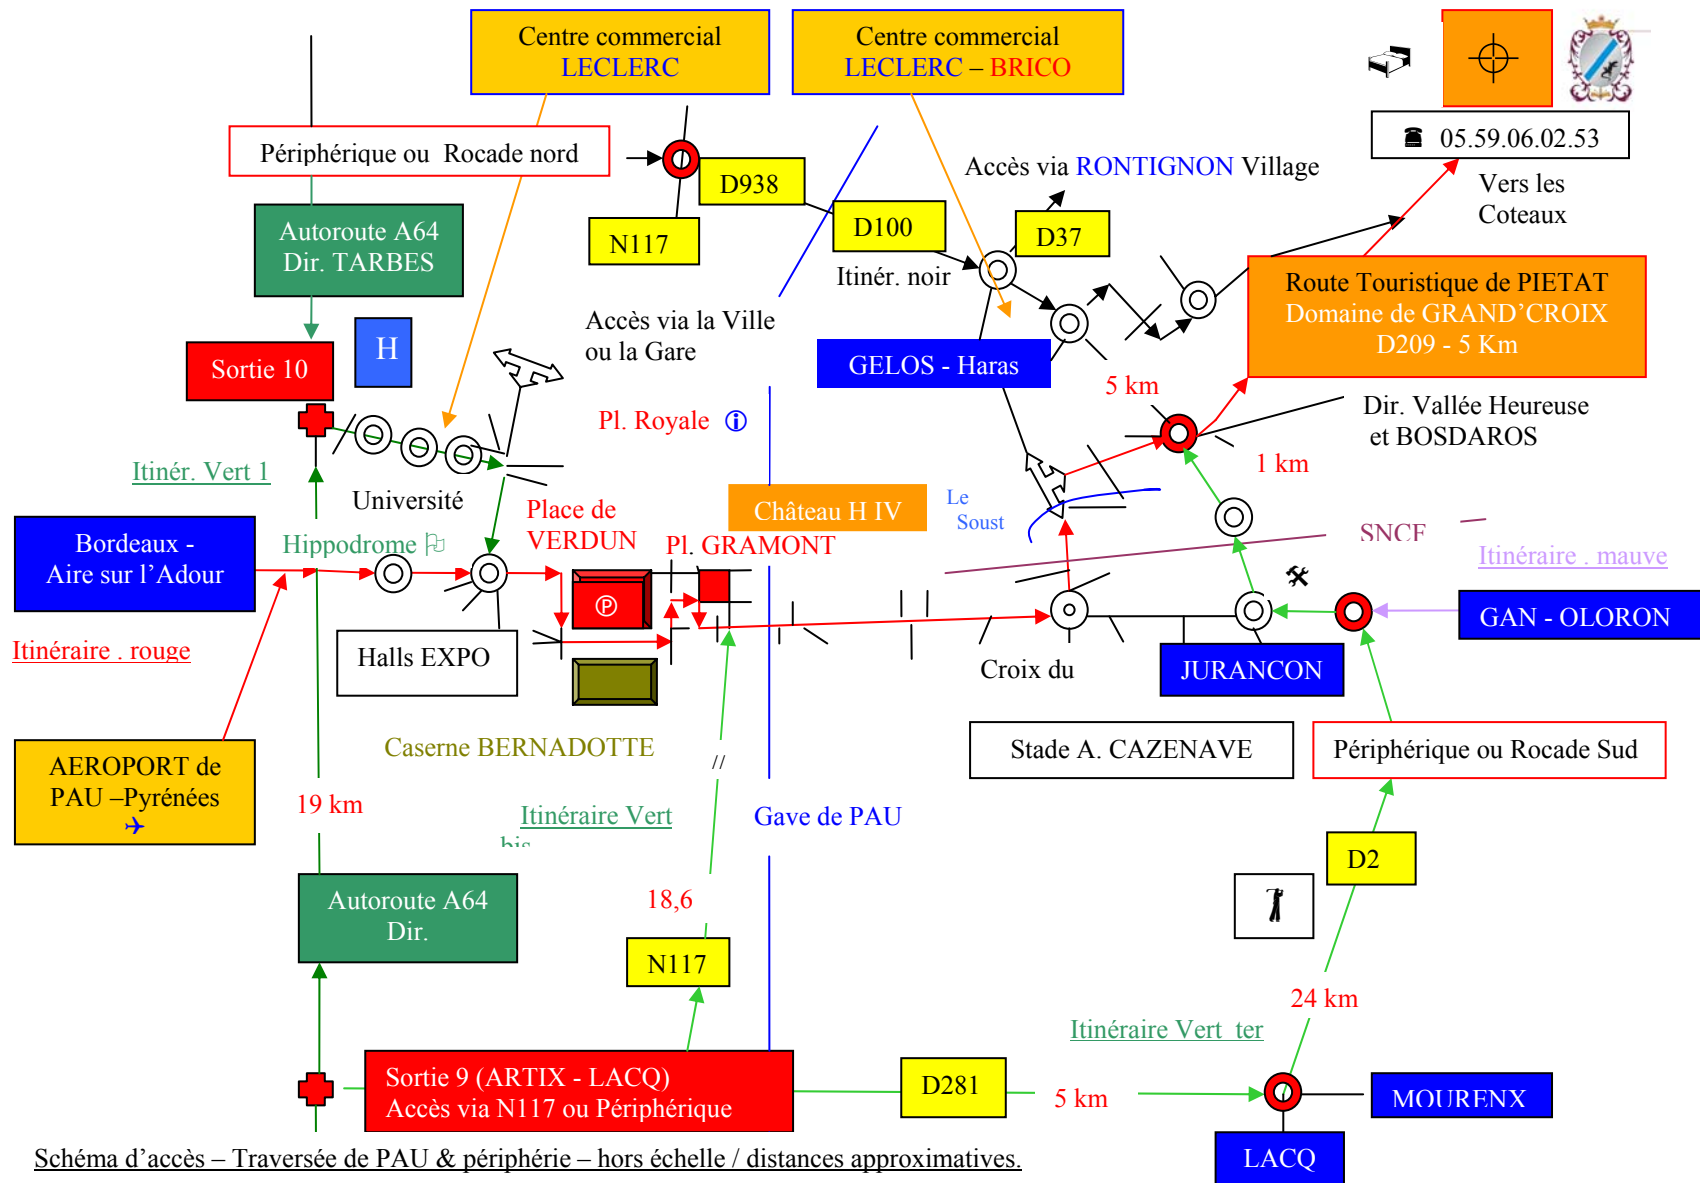 Centre commercial
LECLERC
Centre commercial
LECLERC – BRICO
05.59.06.02.53
Périphérique ou Rocade nord
D938
Accès via RONTIGNON Village
Vers les
Coteaux
Autoroute A64
Dir. TARBES
N117
D100
D37
Itinér. noir
Route Touristique de PIETAT
Domaine de GRAND’CROIX
D209 - 5 Km
Accès via la Ville
ou la Gare
H
Sortie 10
GELOS - Haras
5 km
Dir. Vallée Heureuse
et BOSDAROS
Pl. Royale
1 km
Itinér. Vert 1
Université
Place de
VERDUN
Château H IV
Le
Soust
SNCF
Bordeaux -
Aire sur l’Adour
Hippodrome
Pl. GRAMONT
Itinéraire . mauve
P
GAN - OLORON
Itinéraire . rouge
Halls EXPO
Croix du
JURANCON
Caserne BERNADOTTE
Stade A. CAZENAVE
Périphérique ou Rocade Sud
AEROPORT de
PAU –Pyrénées
//
19 km
Itinéraire Vert
bis
Gave de PAU
D2
Autoroute A64
Dir.
18,6
N117
24 km
Itinéraire Vert ter
Sortie 9 (ARTIX - LACQ)
Accès via N117 ou Périphérique
D281
5 km
MOURENX
LACQ
Schéma d’accès – Traversée de PAU & périphérie – hors échelle / distances approximatives.